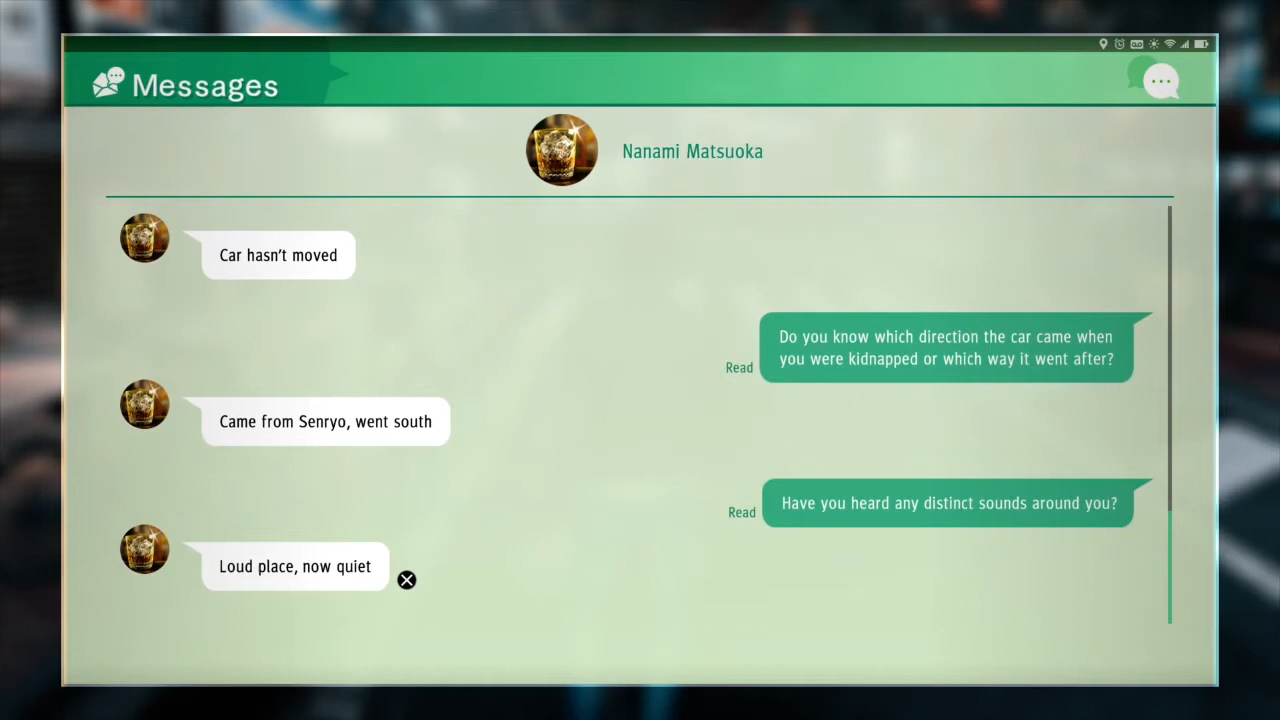 Messages
Nanami Matsuoka
Car hasn't moved
Do you know which direction the car came when
you were kidnapped or which way it went after?
Read
Came from Senryo, went south
Have you heard any distinct sounds around you?
Read
Loud place, now quiet